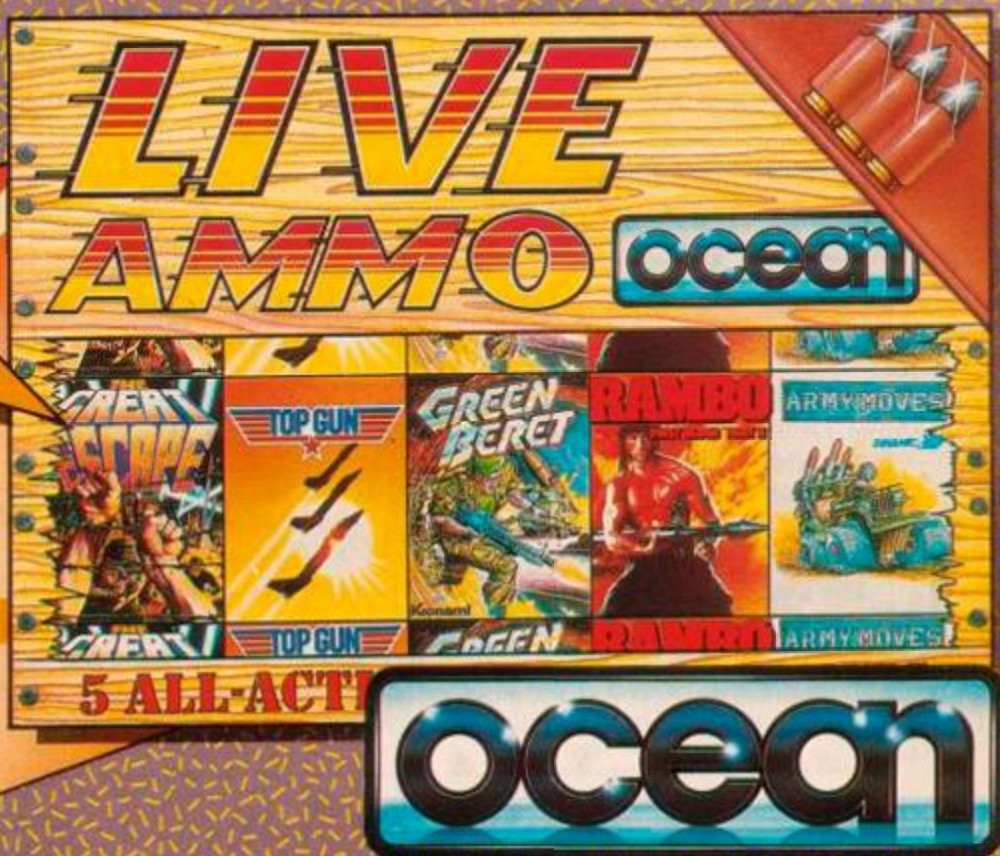 LIVE
AMMO
ocean
GREAT
ESCAPE
TOP GUN
GREEN
BERET
Konami
RAMBO
ARMY MOVES
GREAT
TOP GUN
GREEN
RAMBO
ARMY MOVES
5 ALL-ACTI
ocean